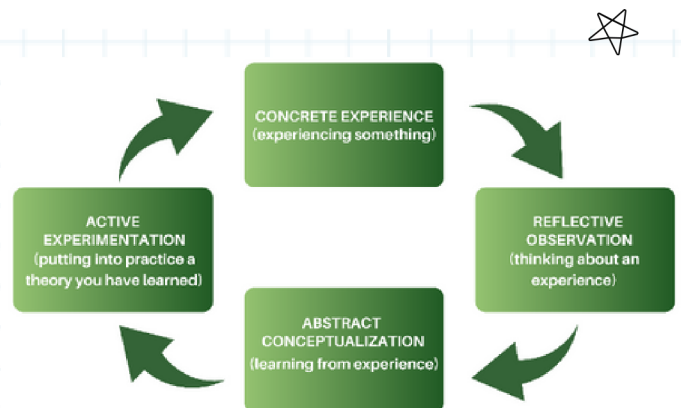 CONCRETE EXPERIENCE
(experiencing something)
ACTIVE
EXPERIMENTATION
(putting into practice a
theory you have learned)
REFLECTIVE
OBSERVATION
(thinking about an
experience)
ABSTRACT
CONCEPTUALIZATION
(learning from experience)